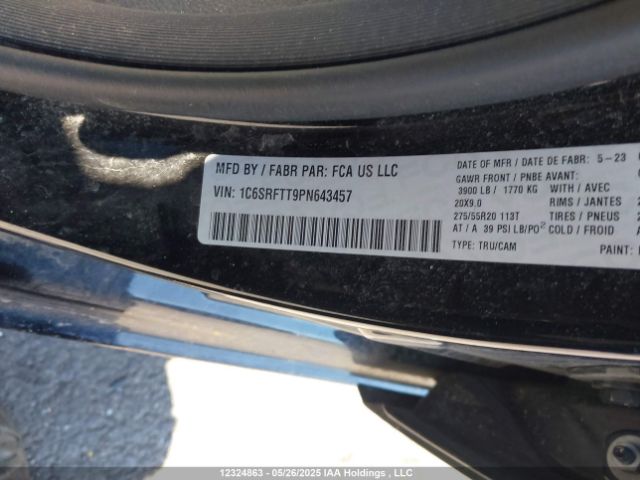 MFD BY / FABR PAR: FCA US LLC
VIN: 1C6SRFTT9PN643457
DATE OF MFR / DATE DE FABR: 5-23
GAWR FRONT / PNBE AVANT:
3900 LB / 1770 KG WITH / AVEC
20X9.0 RIMS / JANTES
275/55R20 113T TIRES / PNEUS
AT / A 39 PSI LB/PO² COLD / FROID
TYPE: TRU/CAM
PAINT:
12324863 05/26/2025 IAA Holdings , LLC